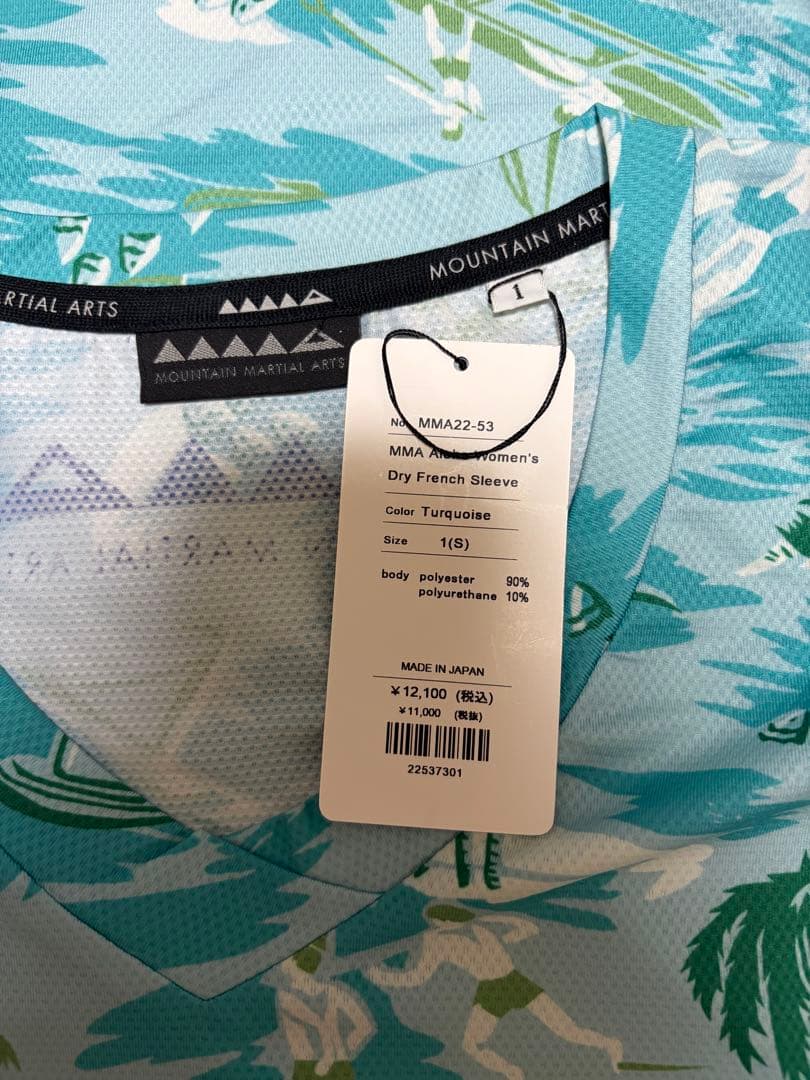 MOUNTAIN MART
RTIAL ARTS
1
MOUNTAIN MARTIAL ARTS
No. MMA22-53
MMA Women's
Dry French Sleeve
Color Turquoise
Size 1(S)
body polyester 90%
polyurethane 10%
MADE IN JAPAN
¥12,100 (税込)
¥11,000 (税抜)
22537301